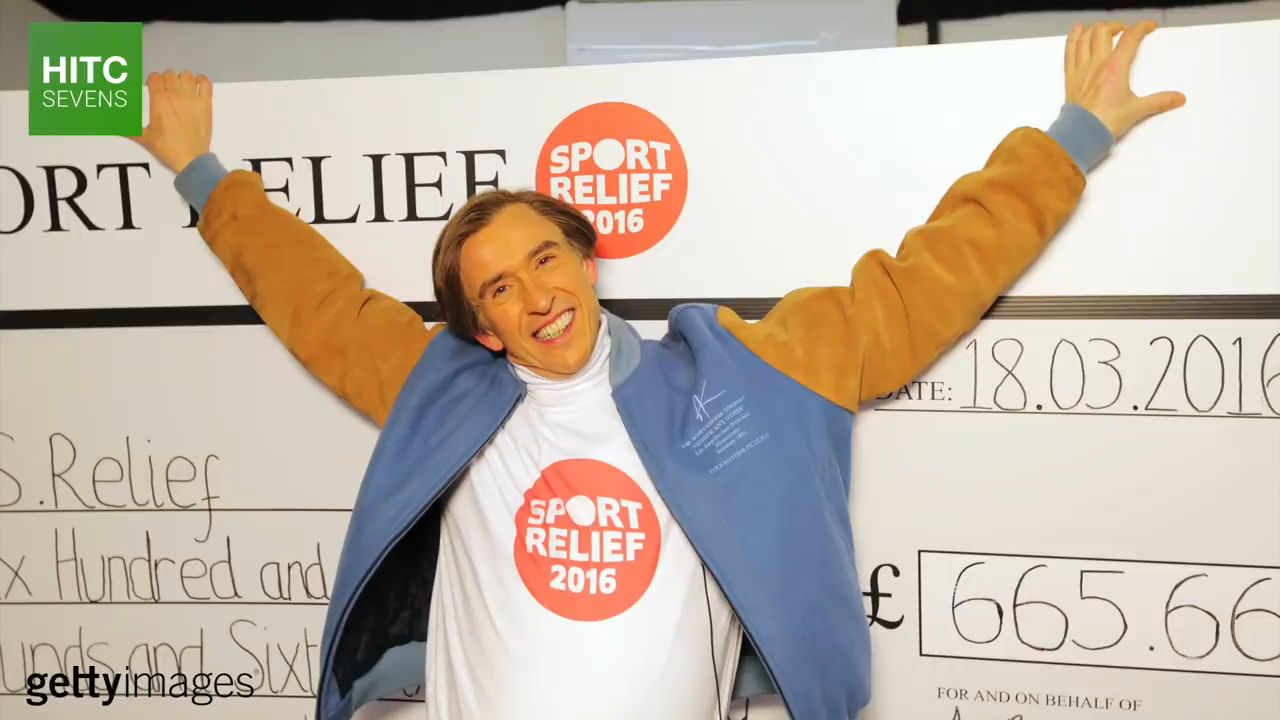 HITC
SEVENS
ORT RELIEF
SPORT
RELIEF
2016
DATE: 18.03.2016
S.Relief
x Hundred and
unds and Sixt
£ 665.66
FOR AND ON BEHALF OF
SPORT
RELIEF
2016
gettyimages